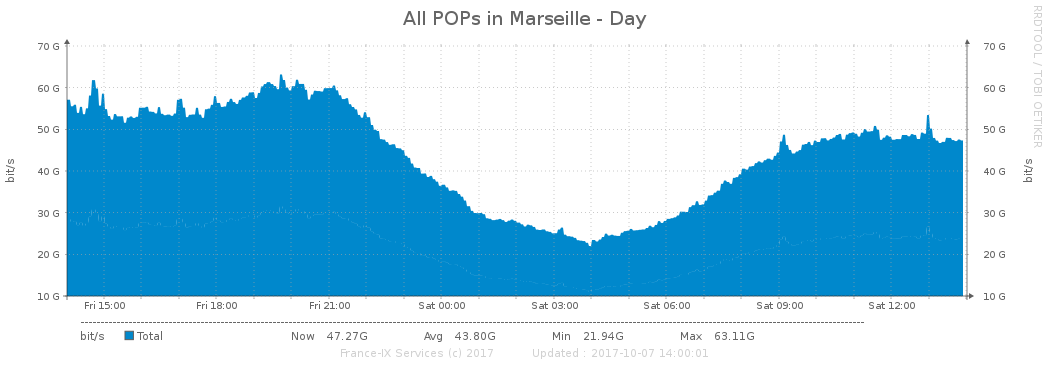 All POPs in Marseille - Day
RRDTOOL / TOBI OETIKER
70 G 70 G
60 G 60 G
50 G 50 G
40 G 40 G
30 G 30 G
20 G 20 G
10 G 10 G
bit/s
bit/s
Fri 15:00 Fri 18:00 Fri 21:00 Sat 00:00 Sat 03:00 Sat 06:00 Sat 09:00 Sat 12:00
bit/s Total Now 47.27G Avg 43.80G Min 21.94G Max 63.11G
France-IX Services (c) 2017 Updated : 2017-10-07 14:00:01